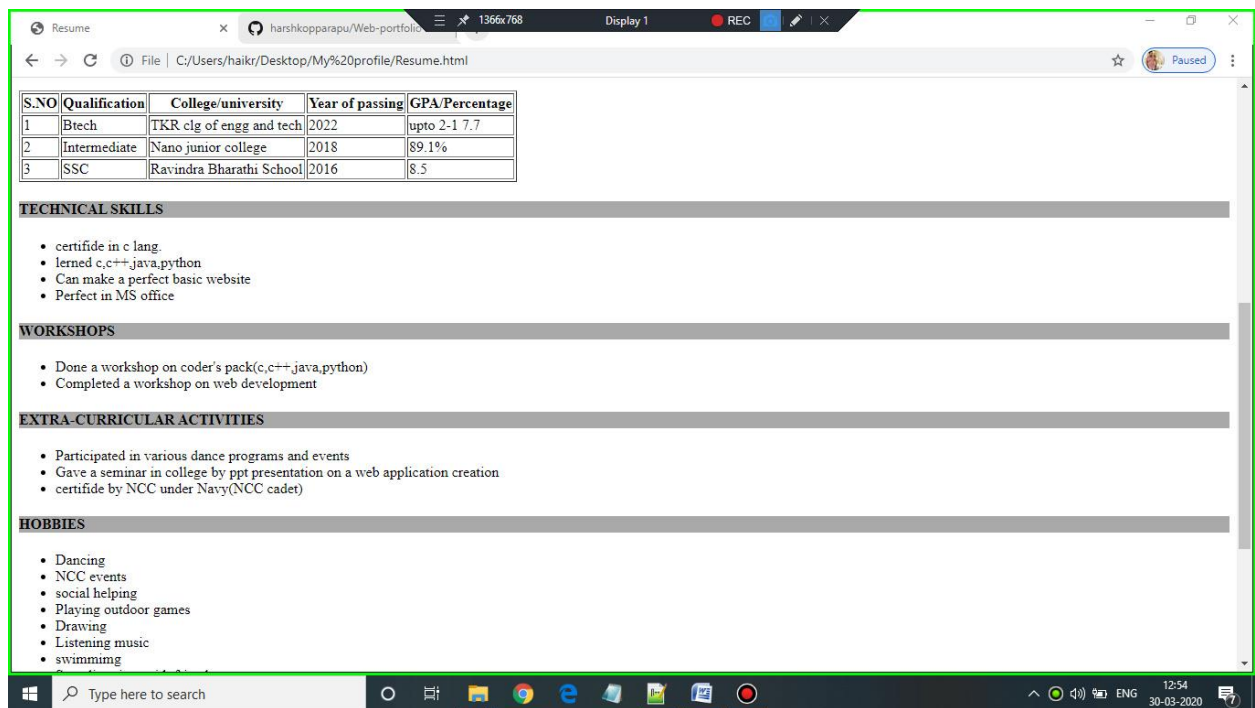 1366x768 Display 1 REC
Resume harshkopparapu/Web-portfolio
File | C:/Users/haikr/Desktop/My%20profile/Resume.html Paused
S.NO Qualification College/university Year of passing GPA/Percentage
1 Btech TKR clg of engg and tech 2022 upto 2-1 7.7
2 Intermediate Nano junior college 2018 89.1%
3 SSC Ravindra Bharathi School 2016 8.5
TECHNICAL SKILLS
certifide in c lang.
lerned c,c++,java,python
Can make a perfect basic website
Perfect in MS office
WORKSHOPS
Done a workshop on coder's pack(c,c++,java,python)
Completed a workshop on web development
EXTRA-CURRICULAR ACTIVITIES
Participated in various dance programs and events
Gave a seminar in college by ppt presentation on a web application creation
certifide by NCC under Navy(NCC cadet)
HOBBIES
Dancing
NCC events
social helping
Playing outdoor games
Drawing
Listening music
swimmimg
Type here to search
ENG 12:54
30-03-2020 7